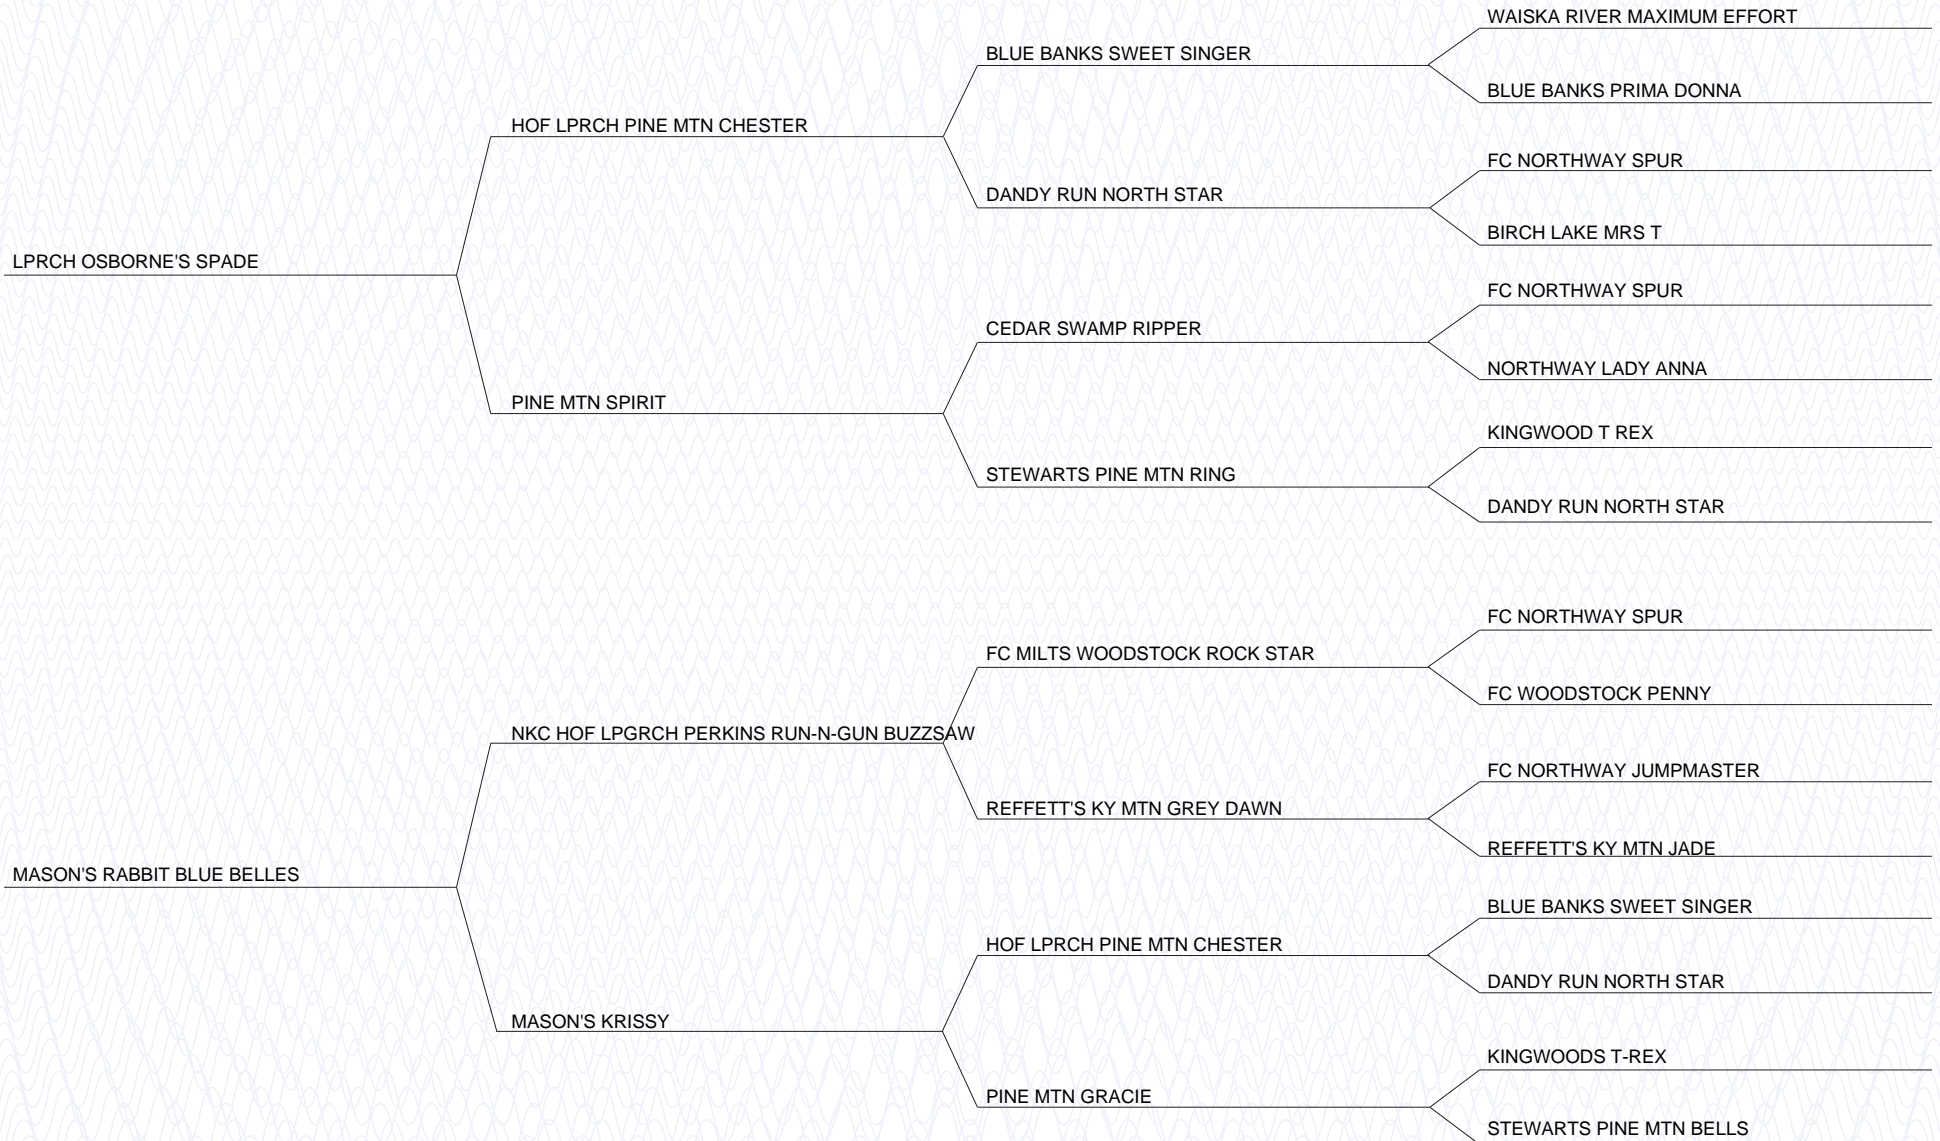 WAISKA RIVER MAXIMUM EFFORT
BLUE BANKS SWEET SINGER
BLUE BANKS PRIMA DONNA
HOF LPRCH PINE MTN CHESTER
FC NORTHWAY SPUR
DANDY RUN NORTH STAR
BIRCH LAKE MRS T
LPRCH OSBORNE'S SPADE
FC NORTHWAY SPUR
CEDAR SWAMP RIPPER
NORTHWAY LADY ANNA
PINE MTN SPIRIT
KINGWOOD T REX
STEWARTS PINE MTN RING
DANDY RUN NORTH STAR
FC NORTHWAY SPUR
FC MILTS WOODSTOCK ROCK STAR
FC WOODSTOCK PENNY
NKC HOF LPGRCH PERKINS RUN-N-GUN BUZZSAW
FC NORTHWAY JUMPMASTER
REFFETT'S KY MTN GREY DAWN
REFFETT'S KY MTN JADE
MASON'S RABBIT BLUE BELLES
BLUE BANKS SWEET SINGER
HOF LPRCH PINE MTN CHESTER
DANDY RUN NORTH STAR
MASON'S KRISSY
KINGWOODS T-REX
PINE MTN GRACIE
STEWARTS PINE MTN BELLS